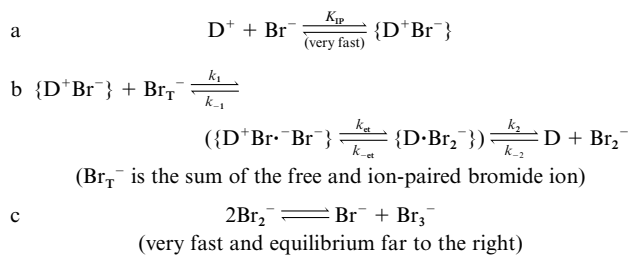 a D⁺ + Br⁻ ⇌ {D⁺Br⁻} K_IP (very fast)
b {D⁺Br⁻} + Br_T⁻ ⇌ k₁ k₋₁
({D⁺Br·⁻Br⁻} ⇌ {D·Br₂⁻}) ⇌ D + Br₂⁻ k_et k₋et k₂ k₋₂
(Br_T⁻ is the sum of the free and ion-paired bromide ion)
c 2Br₂⁻ ⇌ Br⁻ + Br₃⁻
(very fast and equilibrium far to the right)